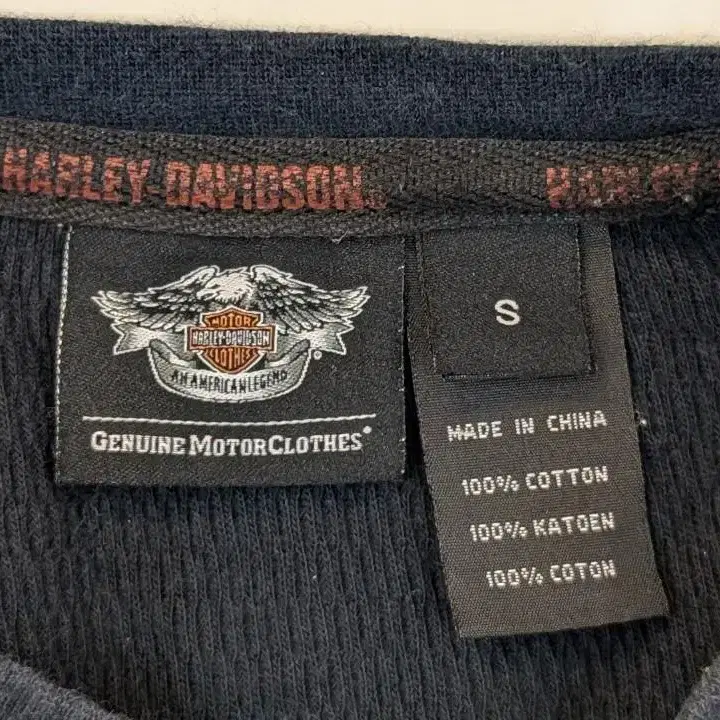 HARLEY-DAVIDSON
HARLEY
MOTOR
HARLEY-DAVIDSON
CLOTHES
AN AMERICAN LEGEND
GENUINE MOTORCLOTHES®
S
MADE IN CHINA
100% COTTON
100% KATOEN
100% COTON